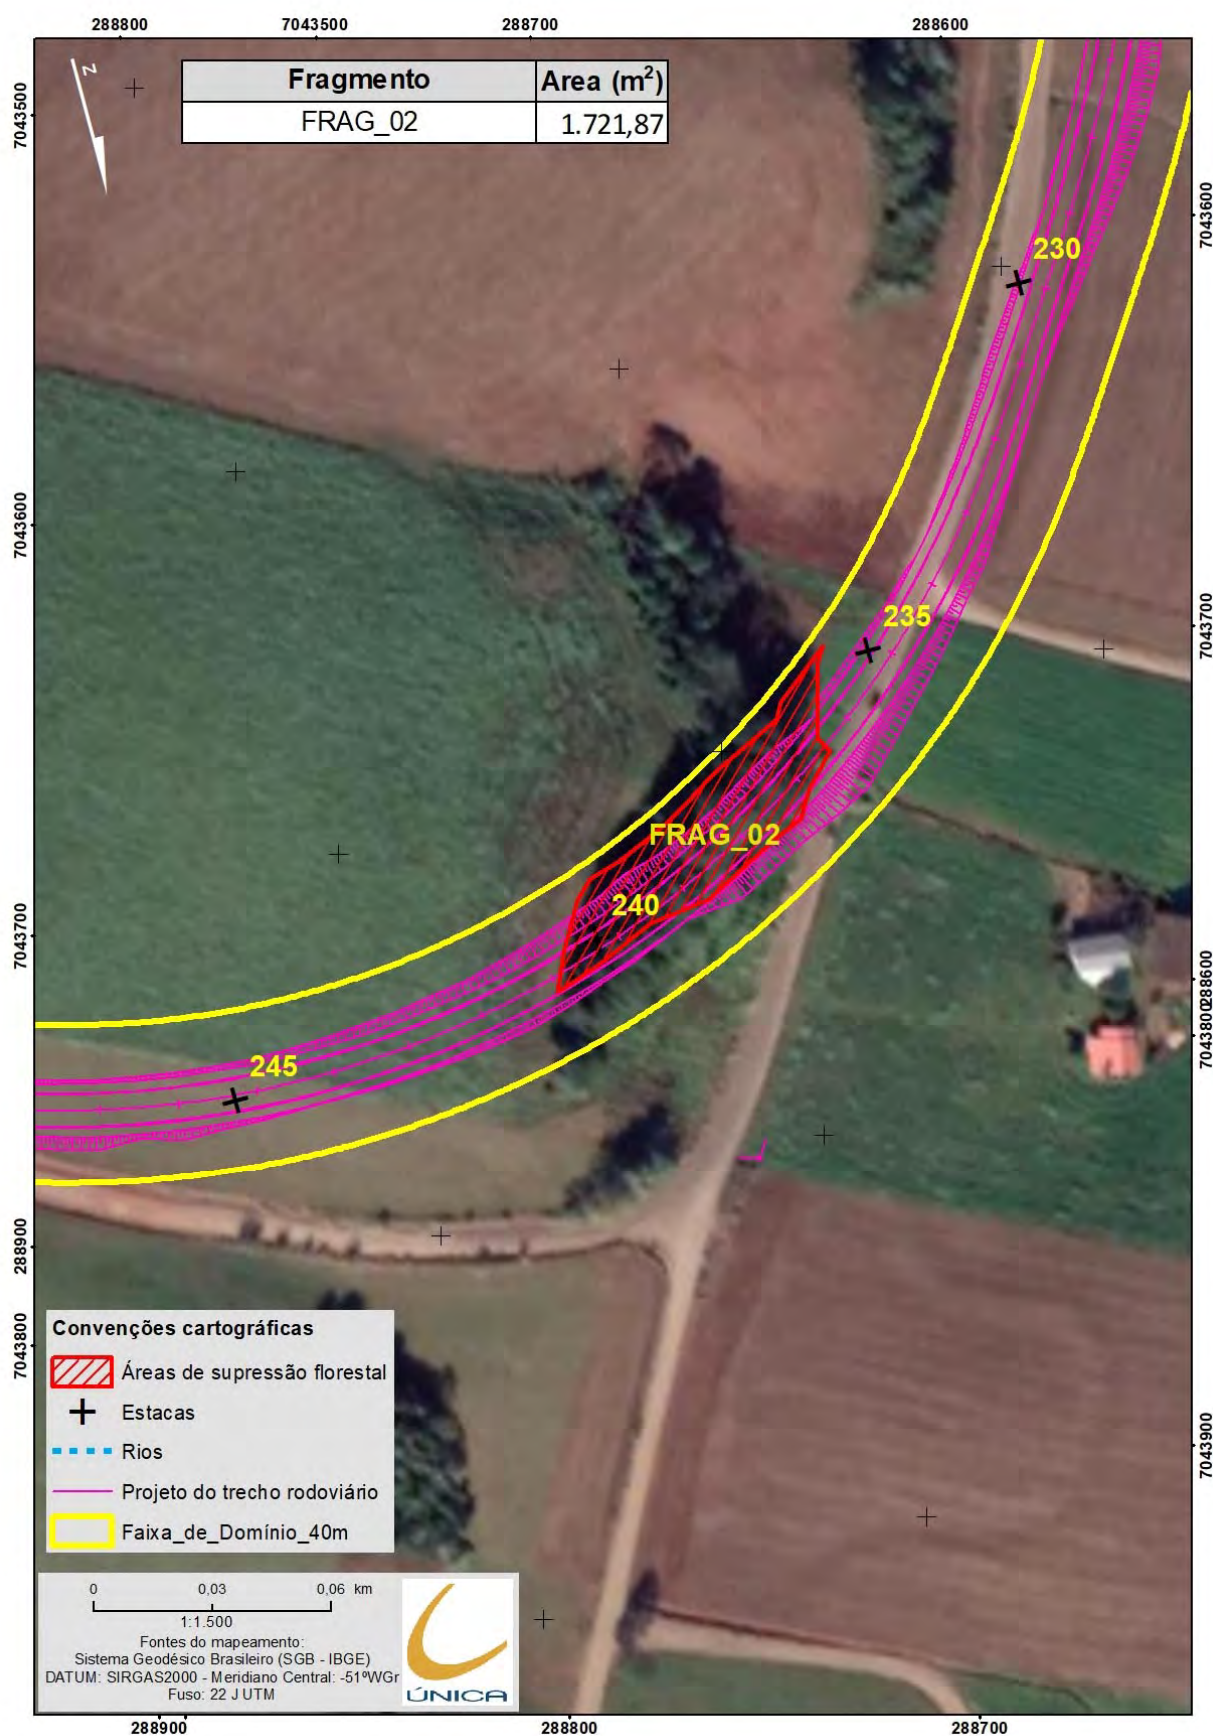 288800 7043500 288700 288600
Z
Fragmento Area (m²)
FRAG_02 1.721,87
7043500
7043600
230
7043600
235
7043700
FRAG_02
240
7043700
288600
7043800
245
288900
7043800
7043900
Convenções cartográficas
Áreas de supressão florestal
Estacas
Rios
Projeto do trecho rodoviário
Faixa_de_Domínio_40m
0 0,03 0,06 km
1:1.500
Fontes do mapeamento:
Sistema Geodésico Brasileiro (SGB - IBGE)
DATUM: SIRGAS2000 - Meridiano Central: -51ºWGr
Fuso: 22 J UTM
ÚNICA
288900 288800 288700